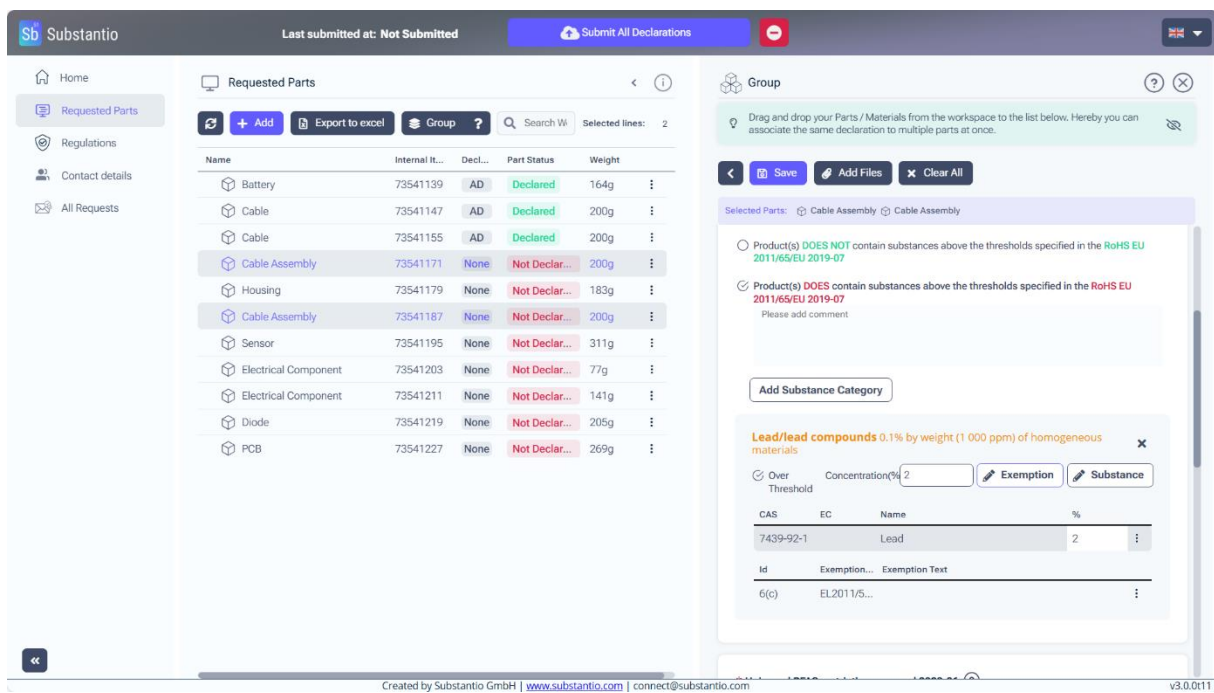 Sb Substantio
Last submitted at: Not Submitted
Submit All Declarations
Home
Requested Parts
Regulations
Contact details
All Requests
Requested Parts
+ Add
Export to excel
Group
?
Search W
Selected lines: 2
Name Internal It... Decl... Part Status Weight
Battery 73541139 AD Declared 164g
Cable 73541147 AD Declared 200g
Cable 73541155 AD Declared 200g
Cable Assembly 73541171 None Not Declar... 200g
Housing 73541179 None Not Declar... 183g
Cable Assembly 73541187 None Not Declar... 200g
Sensor 73541195 None Not Declar... 311g
Electrical Component 73541203 None Not Declar... 77g
Electrical Component 73541211 None Not Declar... 141g
Diode 73541219 None Not Declar... 205g
PCB 73541227 None Not Declar... 269g
Group
Drag and drop your Parts / Materials from the workspace to the list below. Hereby you can
associate the same declaration to multiple parts at once.
Save
Add Files
Clear All
Selected Parts: Cable Assembly Cable Assembly
Product(s) DOES NOT contain substances above the thresholds specified in the RoHS EU
2011/65/EU 2019-07
Product(s) DOES contain substances above the thresholds specified in the RoHS EU
2011/65/EU 2019-07
Please add comment
Add Substance Category
Lead/lead compounds 0.1% by weight (1 000 ppm) of homogeneous
materials
Over
Threshold
Concentration(% 2
Exemption
Substance
CAS EC Name %
7439-92-1 Lead 2
Id Exemption... Exemption Text
6(c) EL2011/5...
Created by Substantio GmbH | www.substantio.com | connect@substantio.com
v3.0.0t11